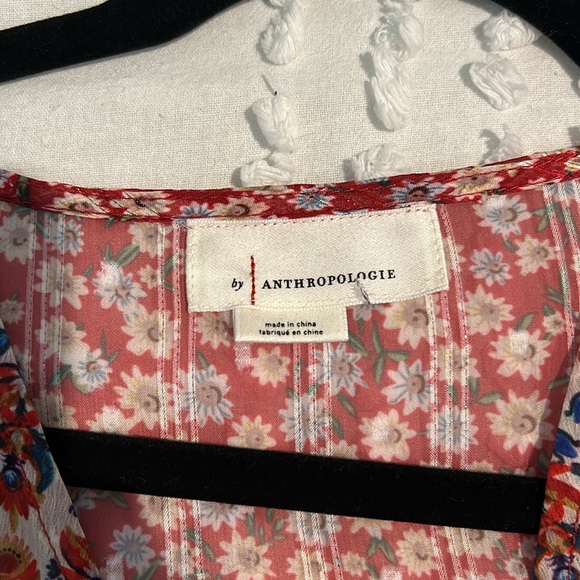 by ANTHROPOLOGIE
made in china
fabriqué en chine